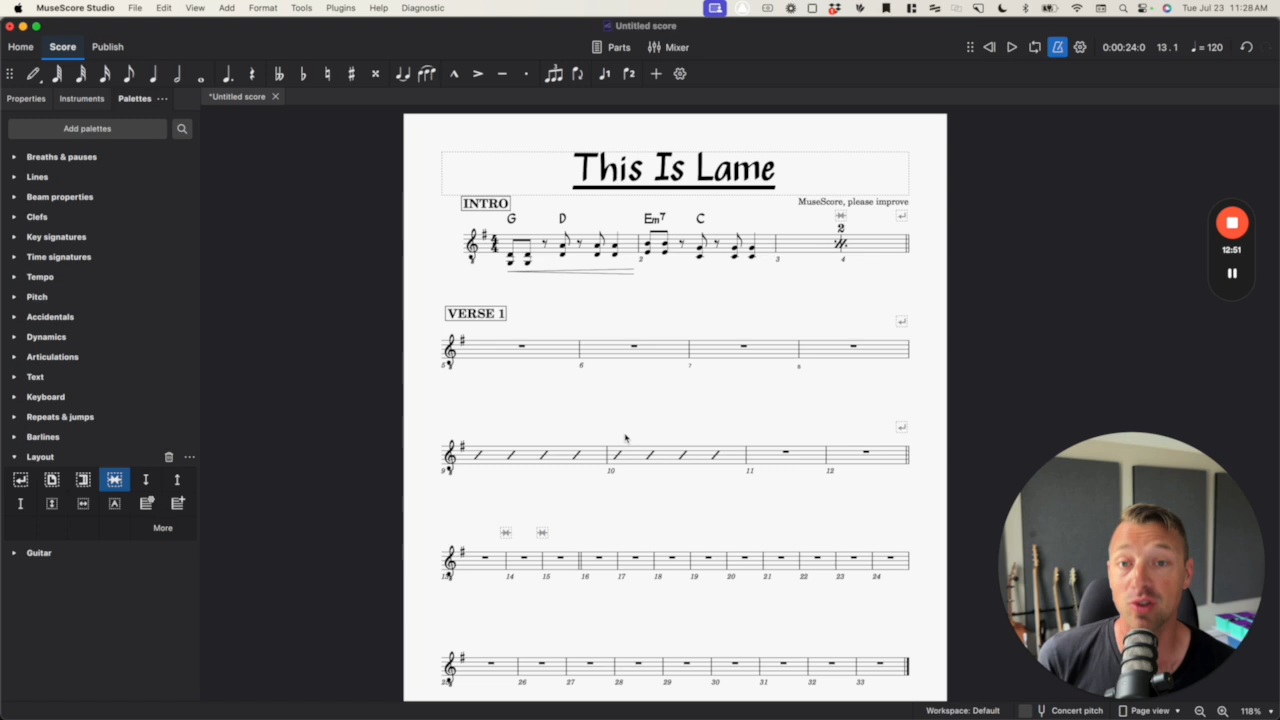 MuseScore Studio File Edit View Add Format Tools Plugins Help Diagnostic Tue Jul 23 11:28 AM
Untitled score
Home Score Publish Parts Mixer 0:00:24:0 13 . 1 = 120
Properties Instruments Palettes *Untitled score
Add palettes
Breaths & pauses
Lines
Beam properties
Clefs
Key signatures
Time signatures
Tempo
Pitch
Accidentals
Dynamics
Articulations
Text
Keyboard
Repeats & jumps
Barlines
Layout
More
Guitar
This Is Lame
INTRO
MuseScore, please improve
G D Em7 C 2
2 3 4
VERSE 1
5 6 7 8
9 10 11 12
13 14 15 16 17 18 19 20 21 22 23 24
26 27 28 29 30 31 32 33
12:51
Workspace: Default Concert pitch Page view 118%